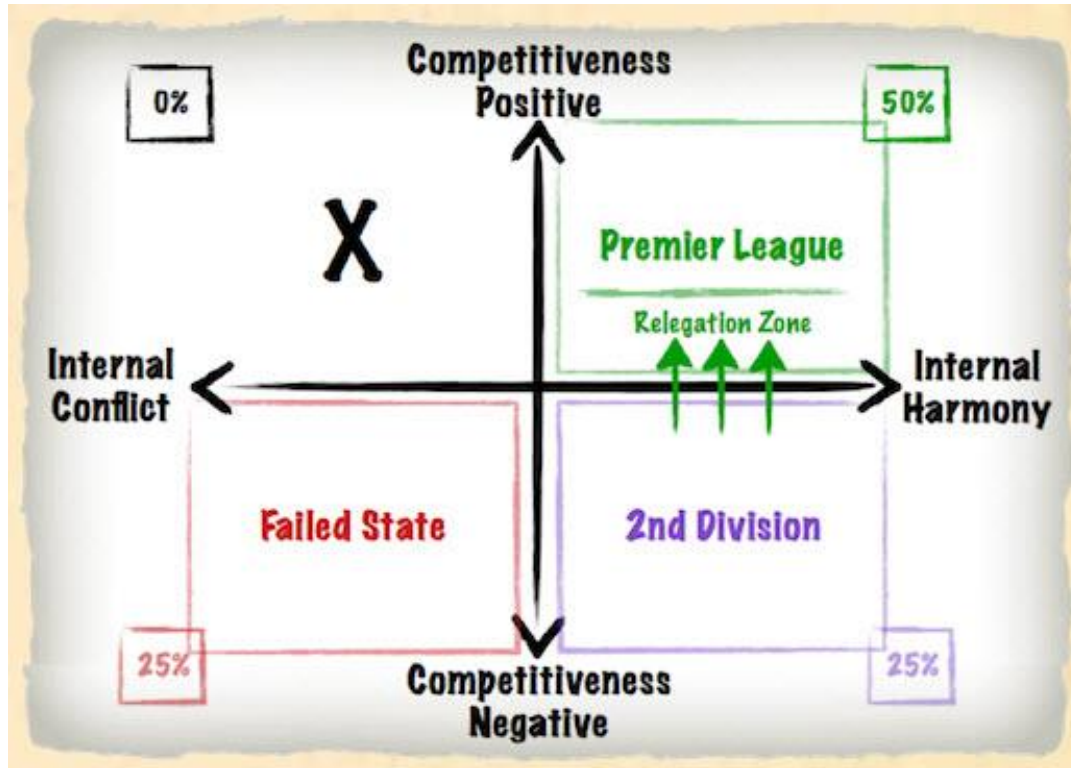 Competitiveness
Positive
0%
50%
X
Premier League
Relegation Zone
Internal
Conflict
Internal
Harmony
Failed State
2nd Division
25%
25%
Competitiveness
Negative